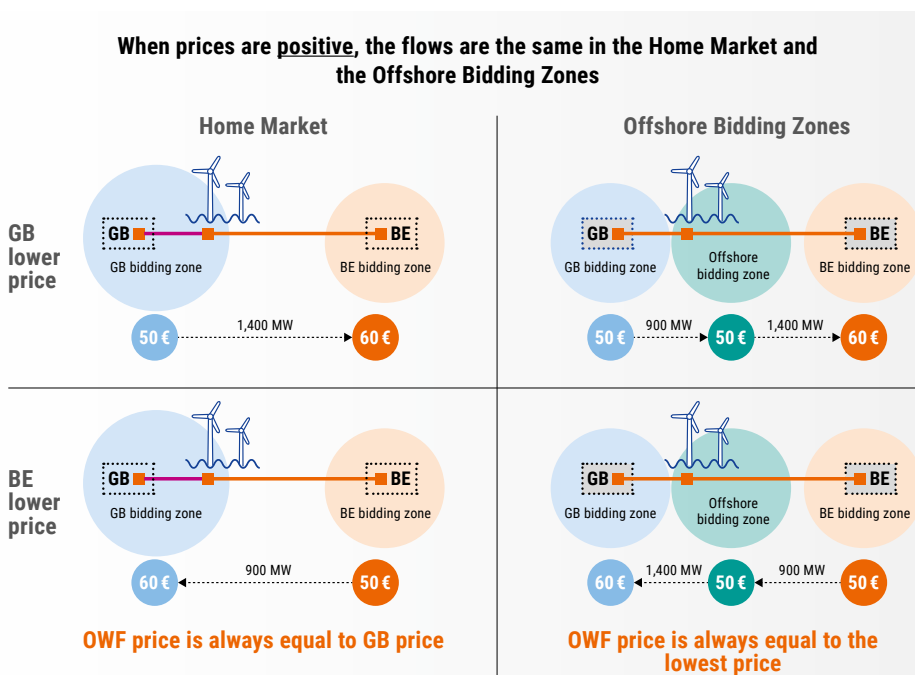 When prices are positive, the flows are the same in the Home Market and
the Offshore Bidding Zones
Home Market
Offshore Bidding Zones
GB
lower
price
GB
BE
GB bidding zone
BE bidding zone
50 €
1,400 MW
60 €
GB
BE
GB bidding zone
Offshore
bidding zone
BE bidding zone
50 €
900 MW
50 €
1,400 MW
60 €
BE
lower
price
GB
BE
GB bidding zone
BE bidding zone
60 €
900 MW
50 €
OWF price is always equal to GB price
GB
BE
GB bidding zone
Offshore
bidding zone
BE bidding zone
60 €
1,400 MW
50 €
900 MW
50 €
OWF price is always equal to the
lowest price